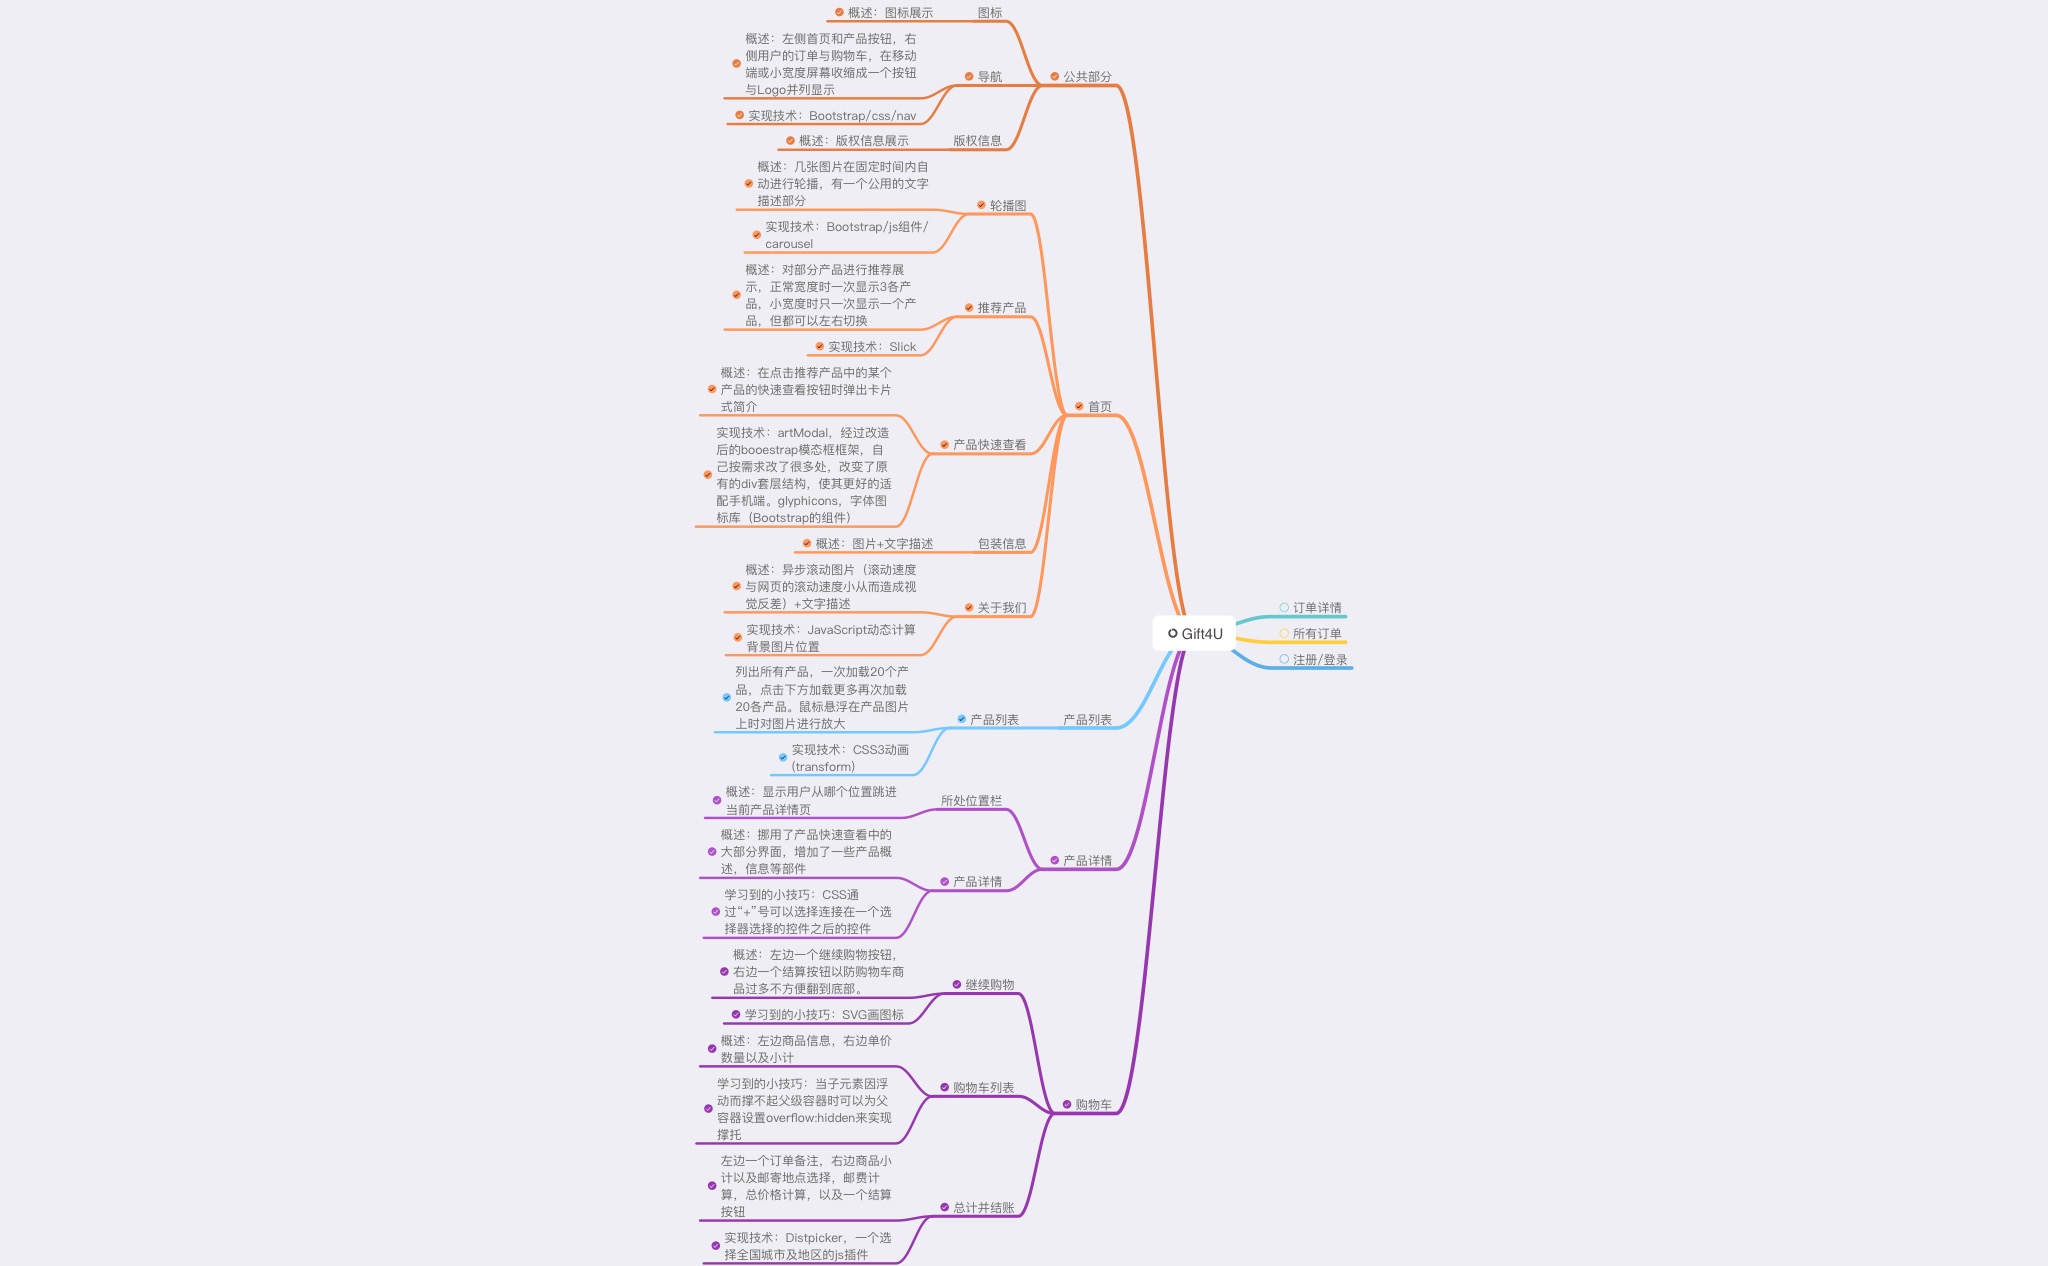 概述：图标展示
图标
概述：左侧首页和产品按钮，右
侧用户的订单与购物车，在移动
端或小宽度屏幕收缩成一个按钮
与Logo并列显示
导航
公共部分
实现技术：Bootstrap/css/nav
概述：版权信息展示
版权信息
概述：几张图片在固定时间内自
动进行轮播，有一个公用的文字
描述部分
轮播图
实现技术：Bootstrap/js组件/
carousel
概述：对部分产品进行推荐展
示，正常宽度时一次显示3各产
品，小宽度时只一次显示一个产
品，但都可以左右切换
推荐产品
实现技术：Slick
概述：在点击推荐产品中的某个
产品的快速查看按钮时弹出卡片
式简介
首页
产品快速查看
实现技术：artModal，经过改造
后的booestrap模态框框架，自
己按需求改了很多处，改变了原
有的div套层结构，使其更好的适
配手机端。glyphicons，字体图
标库（Bootstrap的组件）
概述：图片+文字描述
包装信息
概述：异步滚动图片（滚动速度
与网页的滚动速度小从而造成视
觉反差）+文字描述
关于我们
实现技术：JavaScript动态计算
背景图片位置
Gift4U
订单详情
所有订单
注册/登录
列出所有产品，一次加载20个产
品，点击下方加载更多再次加载
20各产品。鼠标悬浮在产品图片
上时对图片进行放大
产品列表
产品列表
实现技术：CSS3动画
(transform)
概述：显示用户从哪个位置跳进
当前产品详情页
所处位置栏
概述：挪用了产品快速查看中的
大部分界面，增加了一些产品概
述，信息等部件
产品详情
产品详情
学习到的小技巧：CSS通
过“+”号可以选择连接在一个选
择器选择的控件之后的控件
概述：左边一个继续购物按钮，
右边一个结算按钮以防购物车商
品过多不方便翻到底部。
继续购物
学习到的小技巧：SVG画图标
概述：左边商品信息，右边单价
数量以及小计
购物车列表
购物车
学习到的小技巧：当子元素因浮
动而撑不起父级容器时可以为父
容器设置overflow:hidden来实现
撑托
左边一个订单备注，右边商品小
计以及邮寄地点选择，邮费计
算，总价格计算，以及一个结算
按钮
总计并结账
实现技术：Distpicker，一个选
择全国城市及地区的js插件